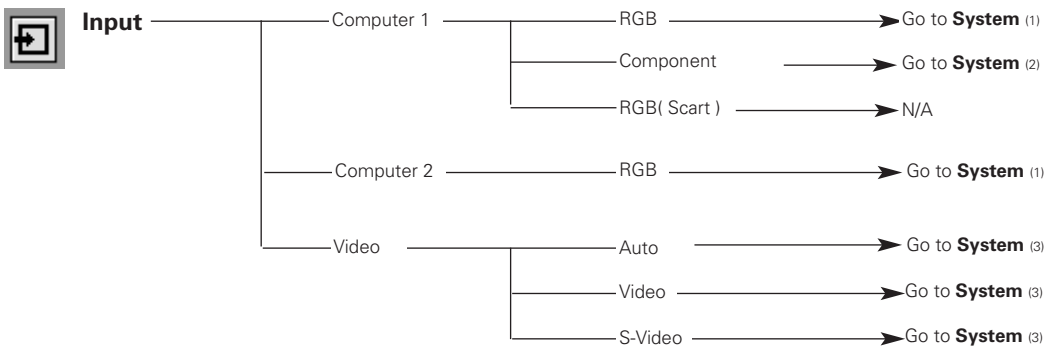 Input Computer 1 RGB Go to System (1)
Component Go to System (2)
RGB( Scart ) N/A
Computer 2 RGB Go to System (1)
Video Auto Go to System (3)
Video Go to System (3)
S-Video Go to System (3)